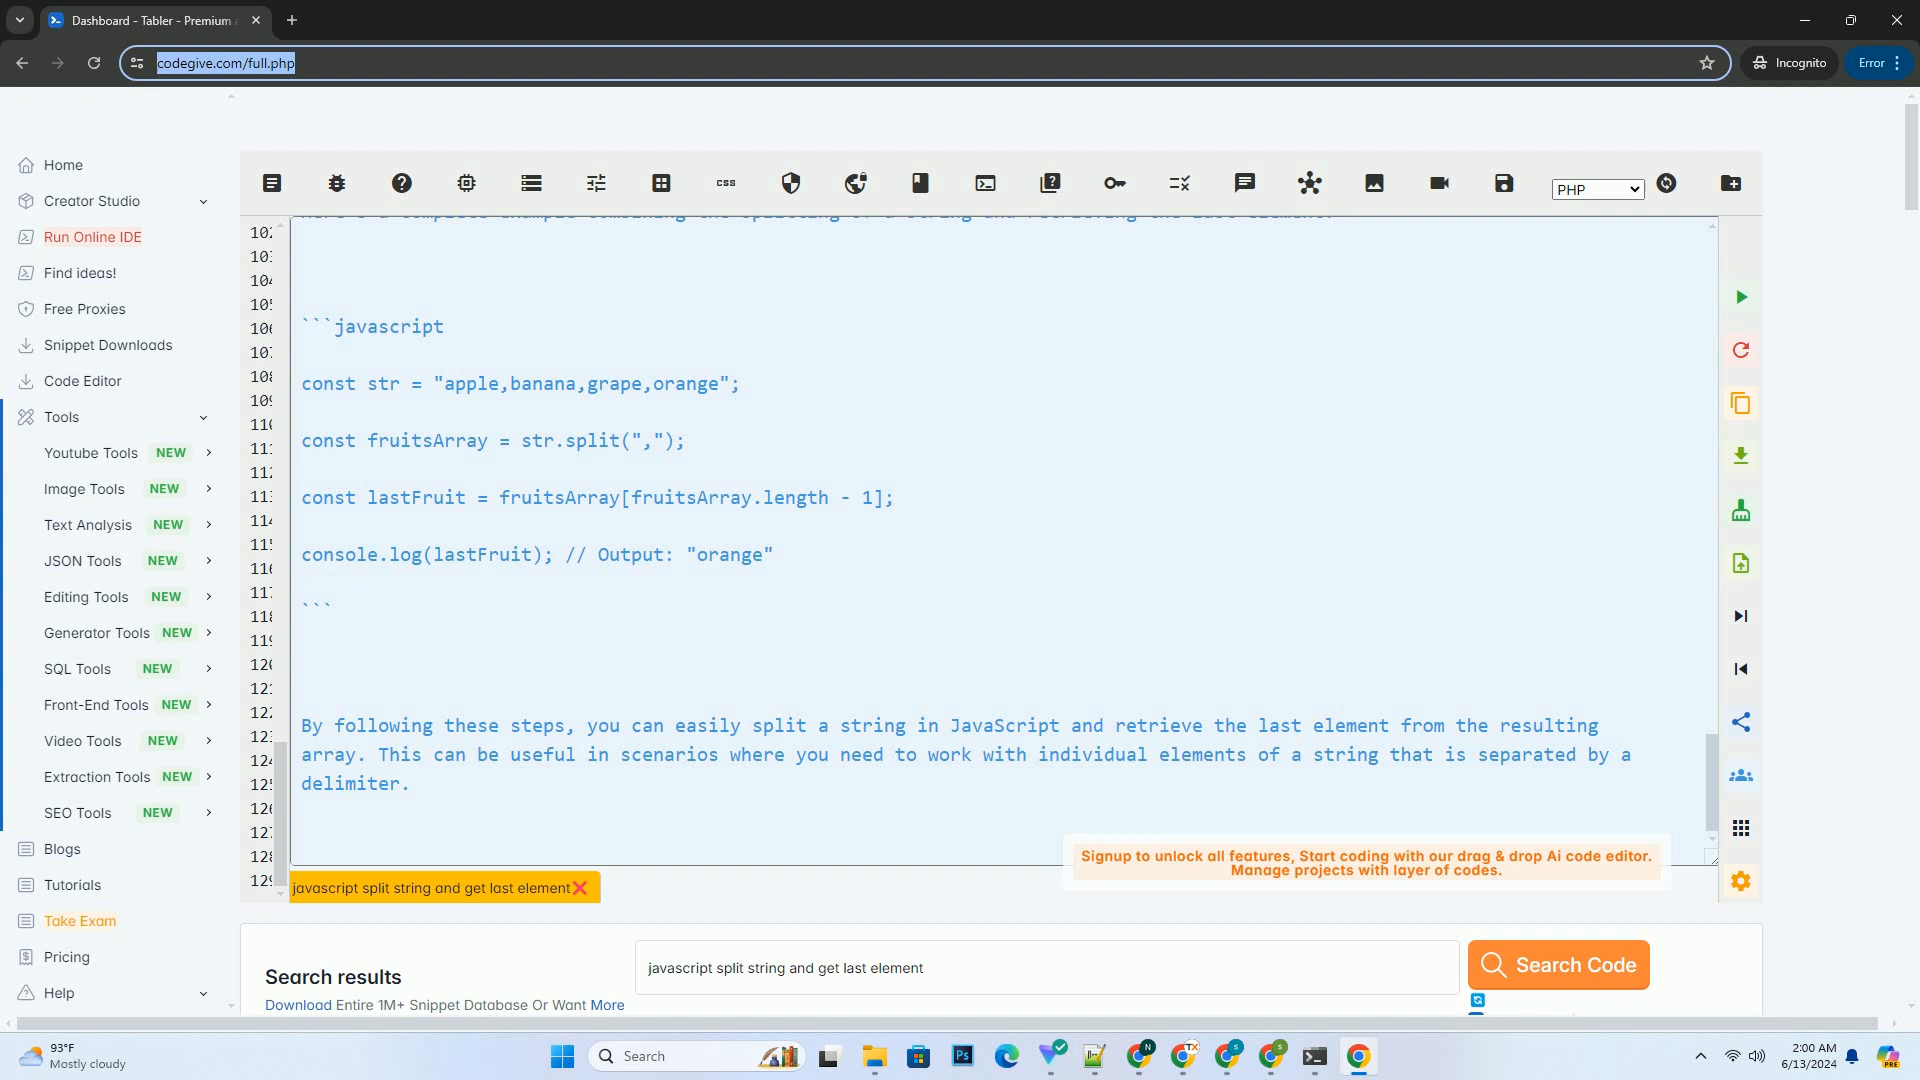 Dashboard - Tabler - Premium
codegive.com/full.php
Incognito
Error
Home
Creator Studio
Run Online IDE
Find ideas!
Free Proxies
Snippet Downloads
Code Editor
Tools
Youtube Tools NEW
Image Tools NEW
Text Analysis NEW
JSON Tools NEW
Editing Tools NEW
Generator Tools NEW
SQL Tools NEW
Front-End Tools NEW
Video Tools NEW
Extraction Tools NEW
SEO Tools NEW
Blogs
Tutorials
Take Exam
Pricing
Help
css
PHP
```javascript
const str = "apple,banana,grape,orange";
const fruitsArray = str.split(",");
const lastFruit = fruitsArray[fruitsArray.length - 1];
console.log(lastFruit); // Output: "orange"
```
By following these steps, you can easily split a string in JavaScript and retrieve the last element from the resulting
array. This can be useful in scenarios where you need to work with individual elements of a string that is separated by a
delimiter.
Signup to unlock all features, Start coding with our drag & drop Ai code editor.
Manage projects with layer of codes.
javascript split string and get last element
Search results
Download Entire 1M+ Snippet Database Or Want More
javascript split string and get last element
Search Code
93°F
Mostly cloudy
Search
Ps
N
TX
S
S
PRE
2:00 AM
6/13/2024